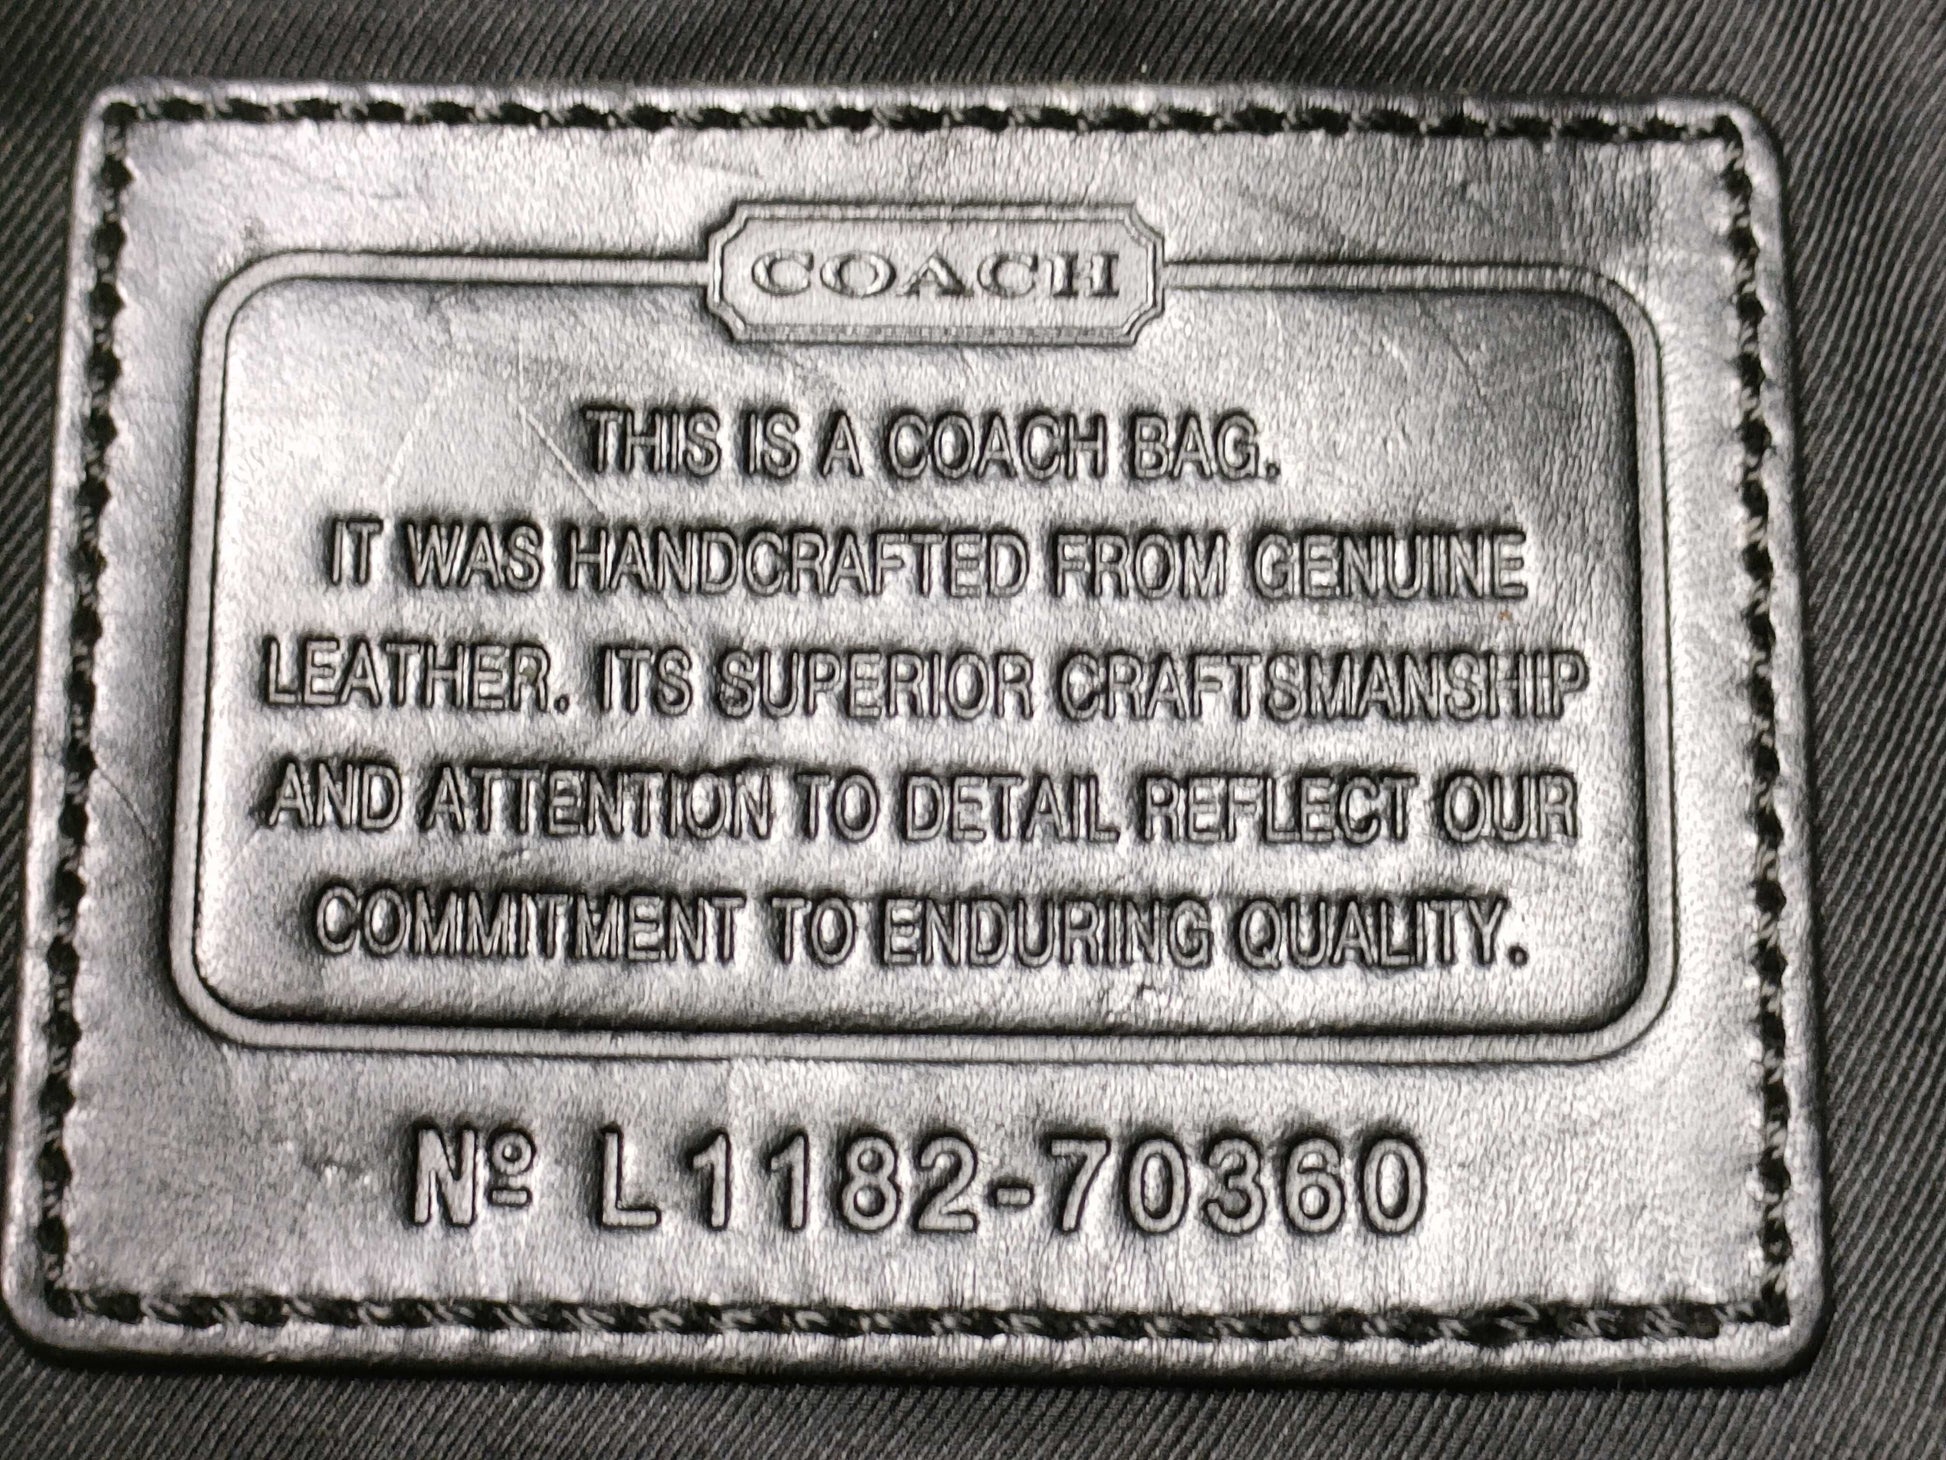 COACH
THIS IS A COACH BAG.
IT WAS HANDCRAFTED FROM GENUINE
LEATHER. ITS SUPERIOR CRAFTSMANSHIP
AND ATTENTION TO DETAIL REFLECT OUR
COMMITMENT TO ENDURING QUALITY.
Nº L1182-70360